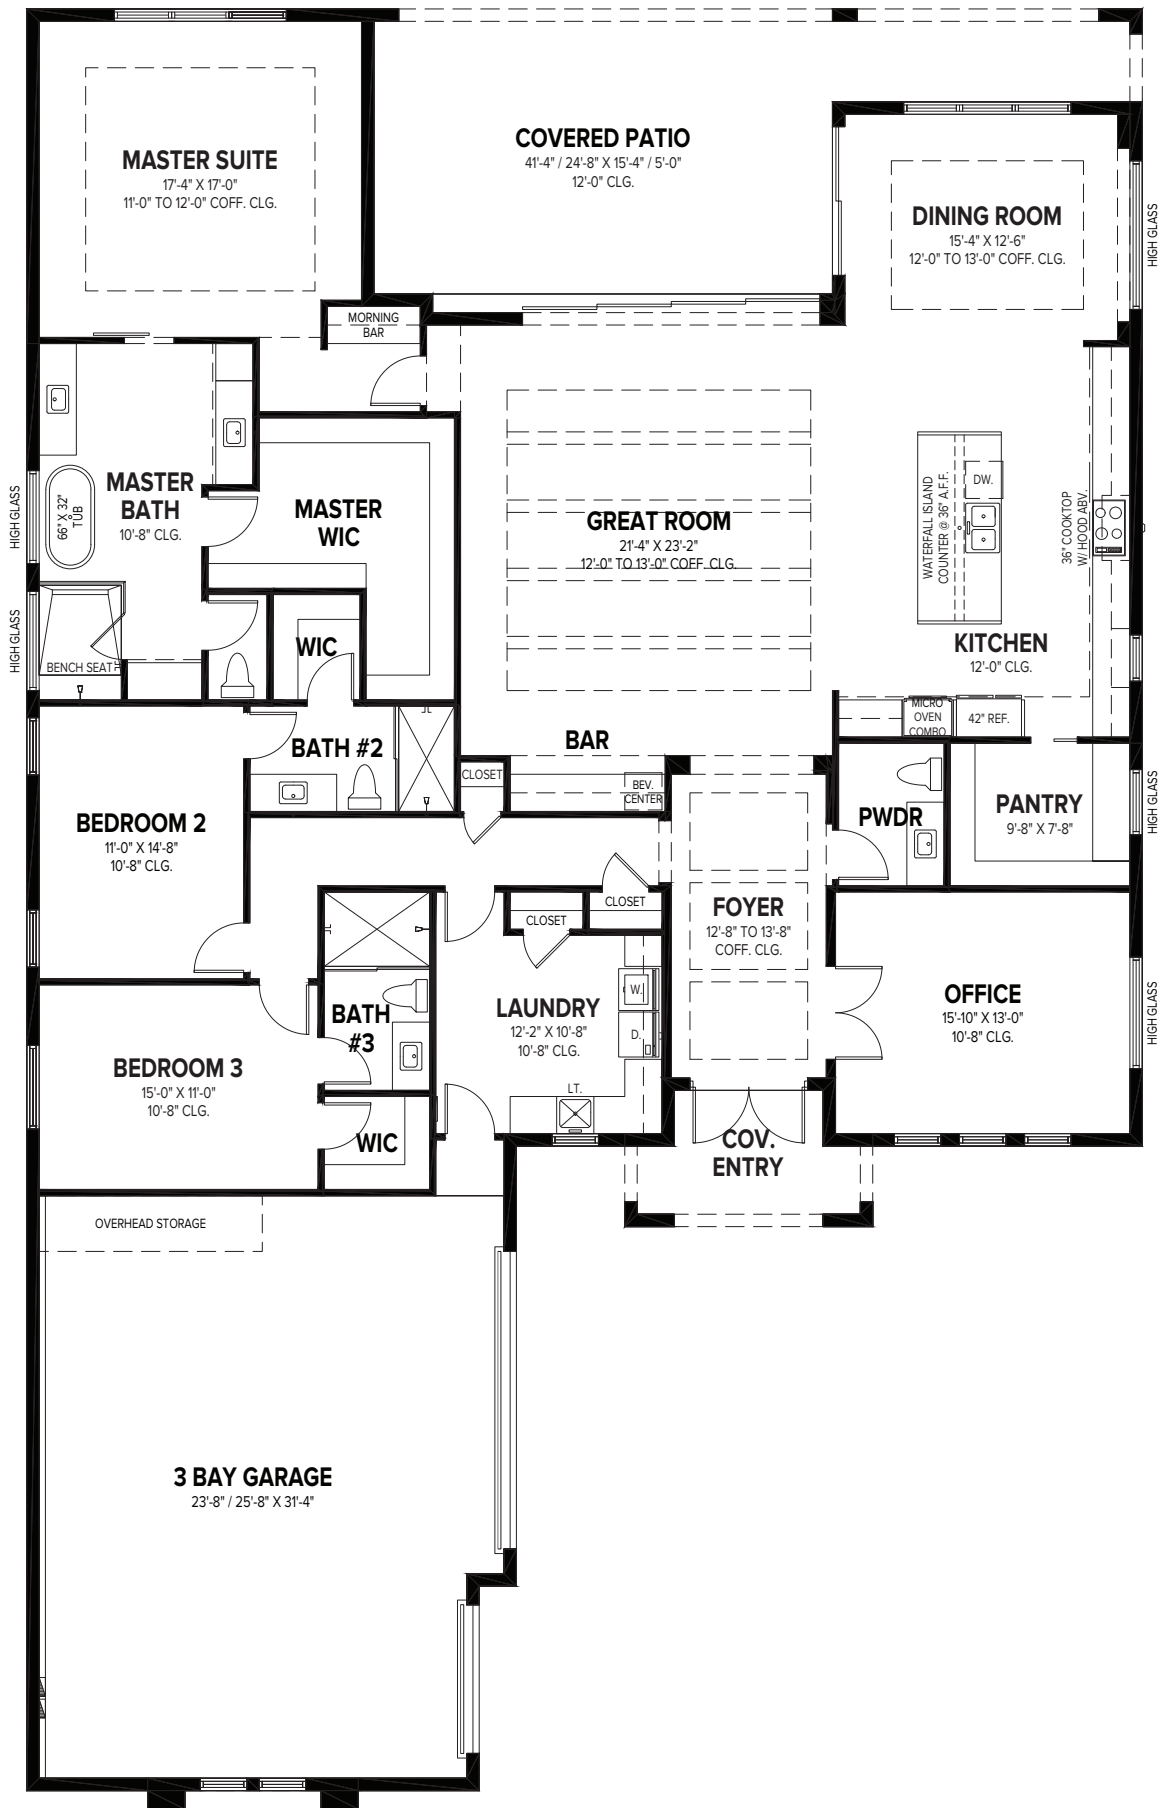 COVERED PATIO
41'-4" / 24'-8" X 15'-4" / 5'-0"
12'-0" CLG.
MASTER SUITE
17'-4" X 17'-0"
11'-0" TO 12'-0" COFF. CLG.
DINING ROOM
15'-4" X 12'-6"
12'-0" TO 13'-0" COFF. CLG.
HIGH GLASS
MORNING
BAR
MASTER
BATH
10'-8" CLG.
66" X 32"
TUB
HIGH GLASS
HIGH GLASS
BENCH SEAT
MASTER
WIC
WIC
GREAT ROOM
21'-4" X 23'-2"
12'-0" TO 13'-0" COFF. CLG.
WATERFALL ISLAND
COUNTER @ 36" A.F.F.
DW.
36" COOKTOP
W/ HOOD ABV.
KITCHEN
12'-0" CLG.
MICRO
OVEN
COMBO
42" REF.
BATH #2
BAR
CLOSET
BEV.
CENTER
BEDROOM 2
11'-0" X 14'-8"
10'-8" CLG.
PWDR
PANTRY
9'-8" X 7'-8"
HIGH GLASS
FOYER
12'-8" TO 13'-8"
COFF. CLG.
CLOSET
CLOSET
LAUNDRY
12'-2" X 10'-8"
10'-8" CLG.
W.
D.
LT.
OFFICE
15'-10" X 13'-0"
10'-8" CLG.
HIGH GLASS
BATH
#3
BEDROOM 3
15'-0" X 11'-0"
10'-8" CLG.
WIC
COV.
ENTRY
OVERHEAD STORAGE
3 BAY GARAGE
23'-8" / 25'-8" X 31'-4"